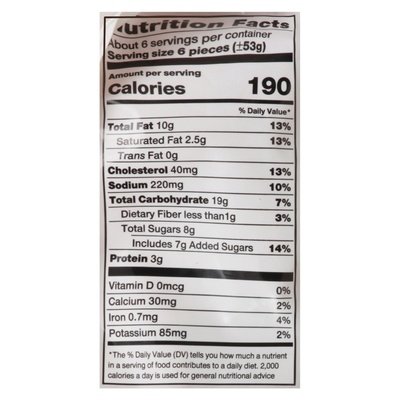 Nutrition Facts
About 6 servings per container
Serving size 6 pieces (±53g)
Amount per serving
Calories 190
% Daily Value*
Total Fat 10g 13%
Saturated Fat 2.5g 13%
Trans Fat 0g
Cholesterol 40mg 13%
Sodium 220mg 10%
Total Carbohydrate 19g 7%
Dietary Fiber less than1g 3%
Total Sugars 8g
Includes 7g Added Sugars 14%
Protein 3g
Vitamin D 0mcg 0%
Calcium 30mg 2%
Iron 0.7mg 4%
Potassium 85mg 2%
*The % Daily Value (DV) tells you how much a nutrient
in a serving of food contributes to a daily diet. 2,000
calories a day is used for general nutritional advice